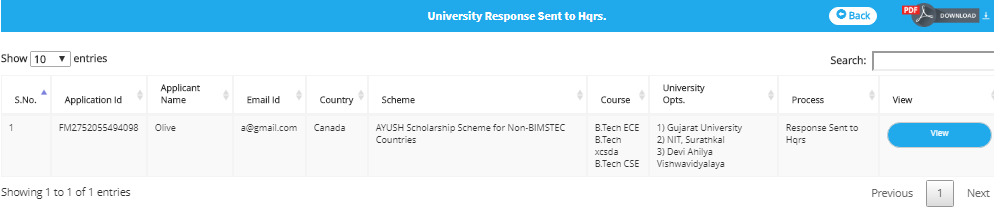 University Response Sent to Hqrs.
Back
PDF
DOWNLOAD
Show 10 entries
Search:
S.No.
Application Id
Applicant
Name
Email Id
Country
Scheme
Course
University
Opts.
Process
View
1
FM2752055494098
Olive
a@gmail.com
Canada
AYUSH Scholarship Scheme for Non-BIMSTEC
Countries
B.Tech ECE
B.Tech
xcsda
B.Tech CSE
1) Gujarat University
2) NIT, Surathkal
3) Devi Ahilya
Vishwavidyalaya
Response Sent to
Hqrs
View
Showing 1 to 1 of 1 entries
Previous 1 Next